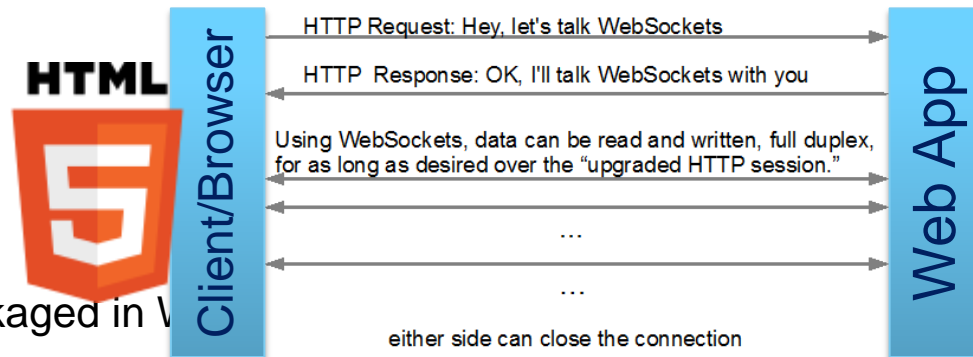 HTTP Request: Hey, let's talk WebSockets
HTML
Client/Browser
HTTP Response: OK, I'll talk WebSockets with you
Web App
Using WebSockets, data can be read and written, full duplex,
for as long as desired over the “upgraded HTTP session.”
5
...
...
in
either side can close the connection